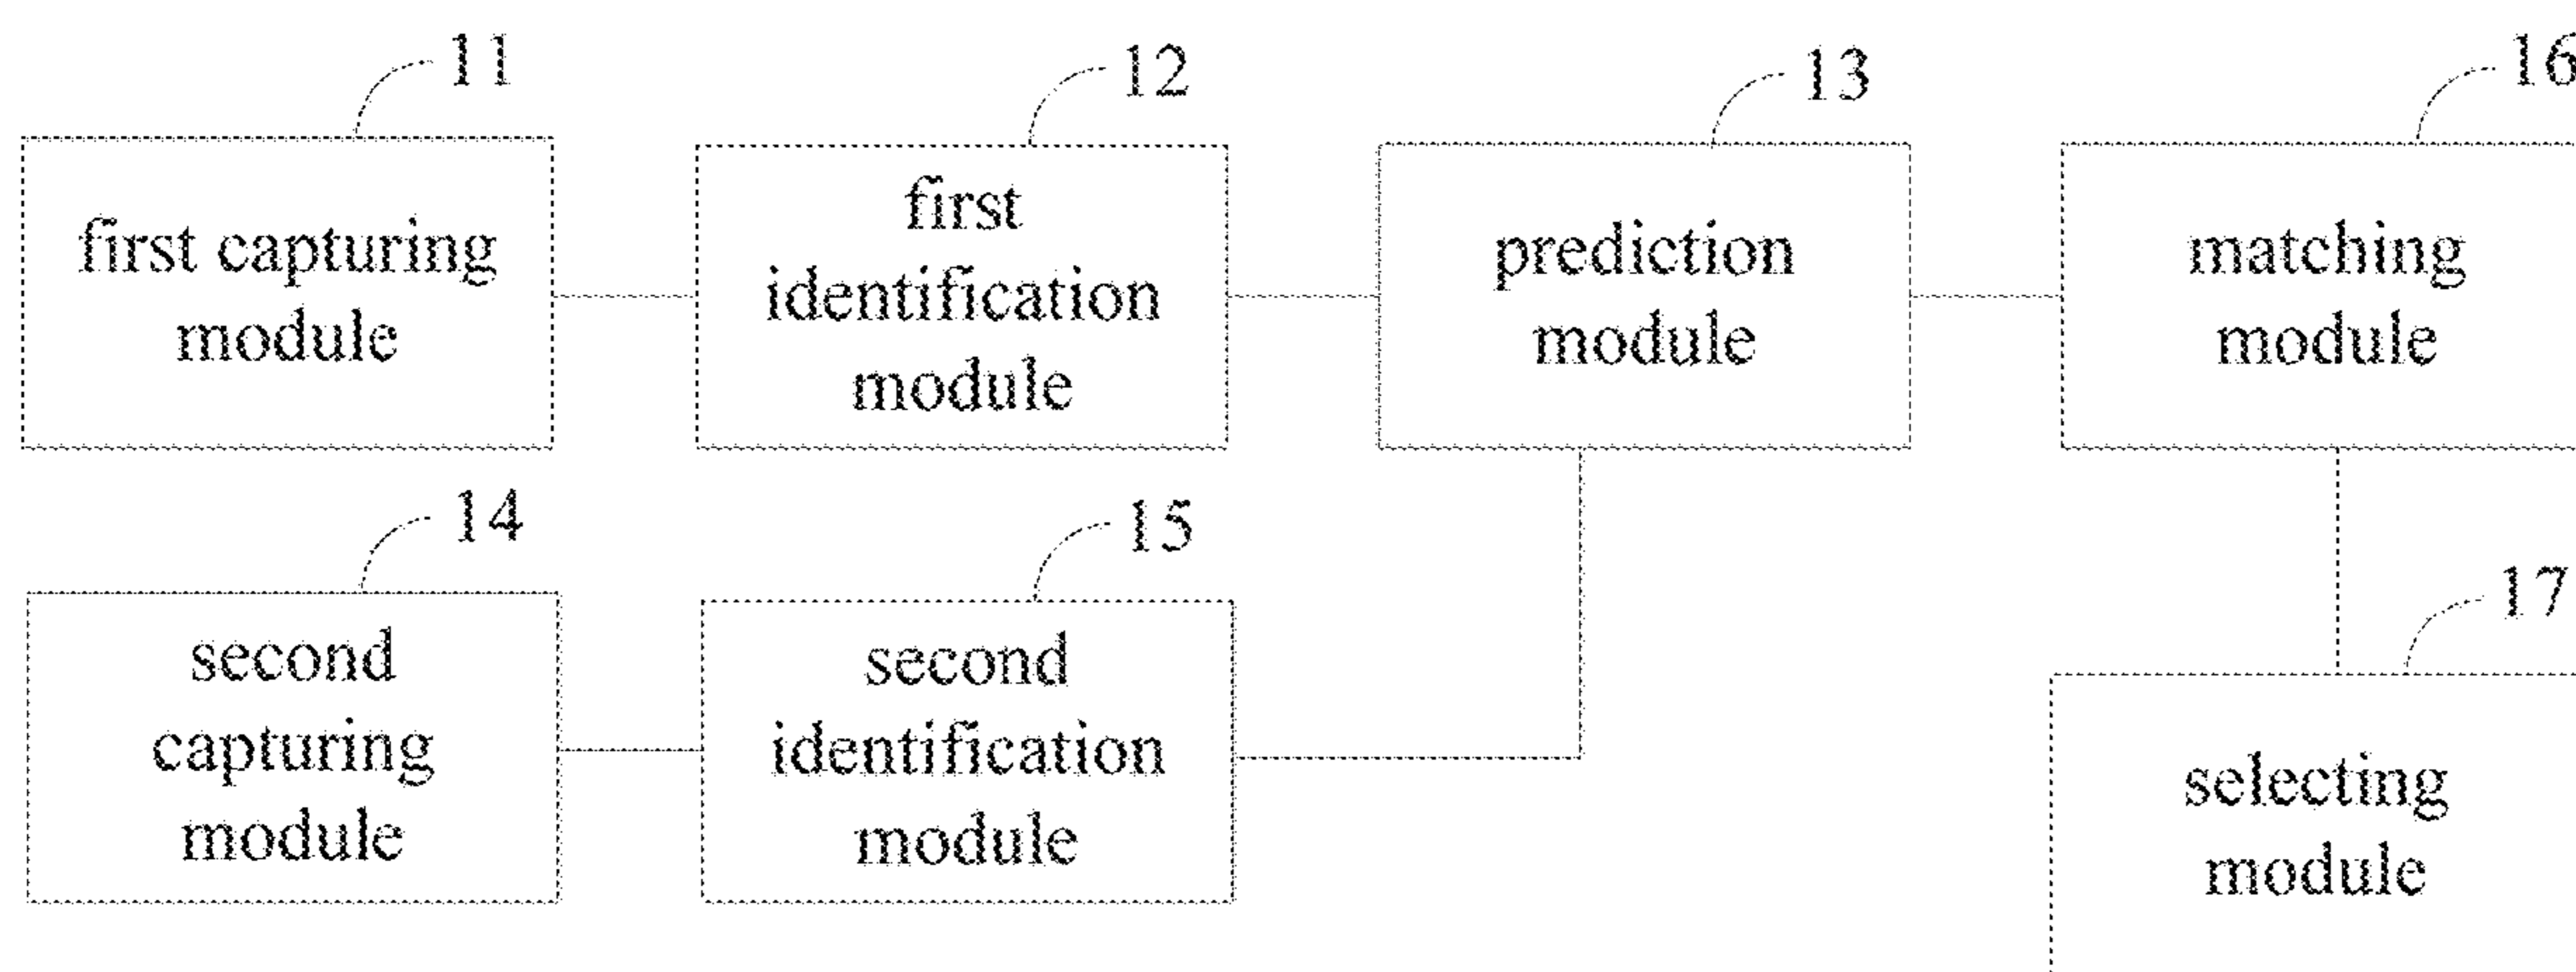 11
12
13
16
first capturing
module
first
identification
module
prediction
module
matching
module
14
15
17
second
capturing
module
second
identification
module
selecting
module